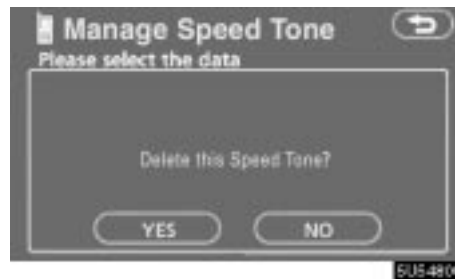 Manage Speed Tone
Please select the data
Delete this Speed Tone?
YES NO
5U5480